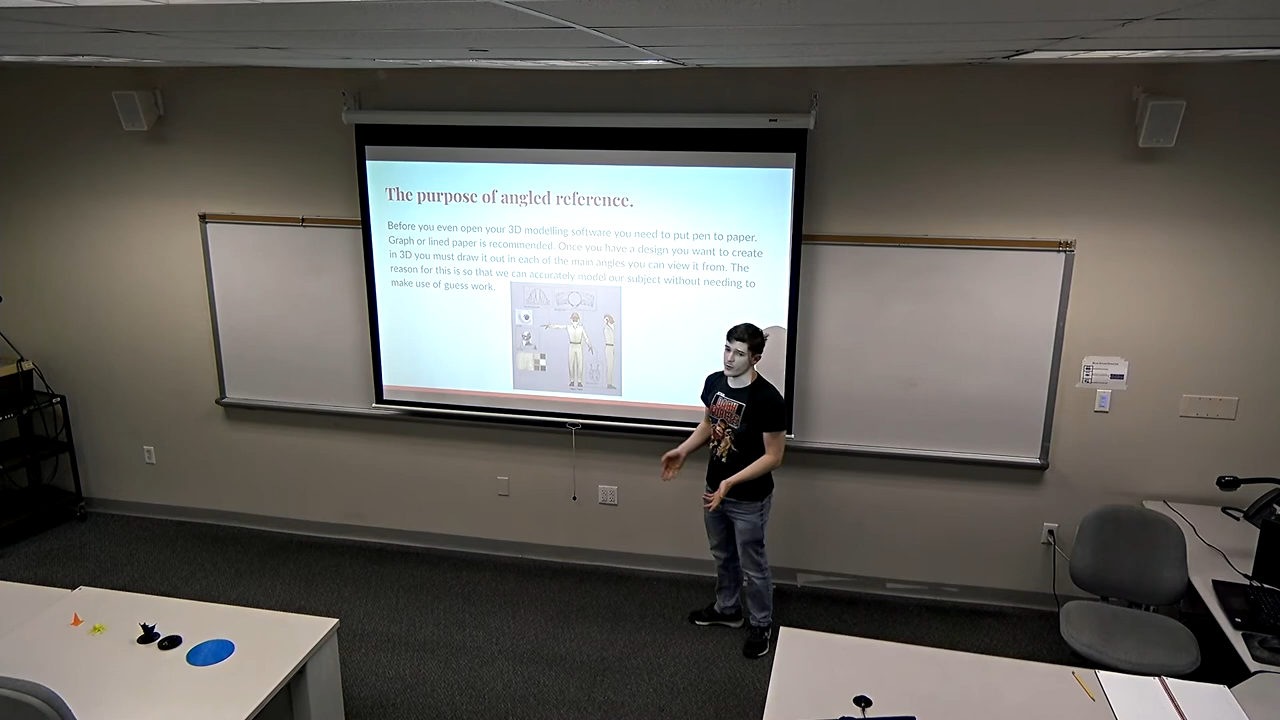 The purpose of angled reference.
Before you even open your 3D modelling software you need to put pen to paper.
Graph or lined paper is recommended. Once you have a design you want to create
in 3D you must draw it out in each of the main angles you can view it from. The
reason for this is so that we can accurately model our subject without needing to
make use of guess work.